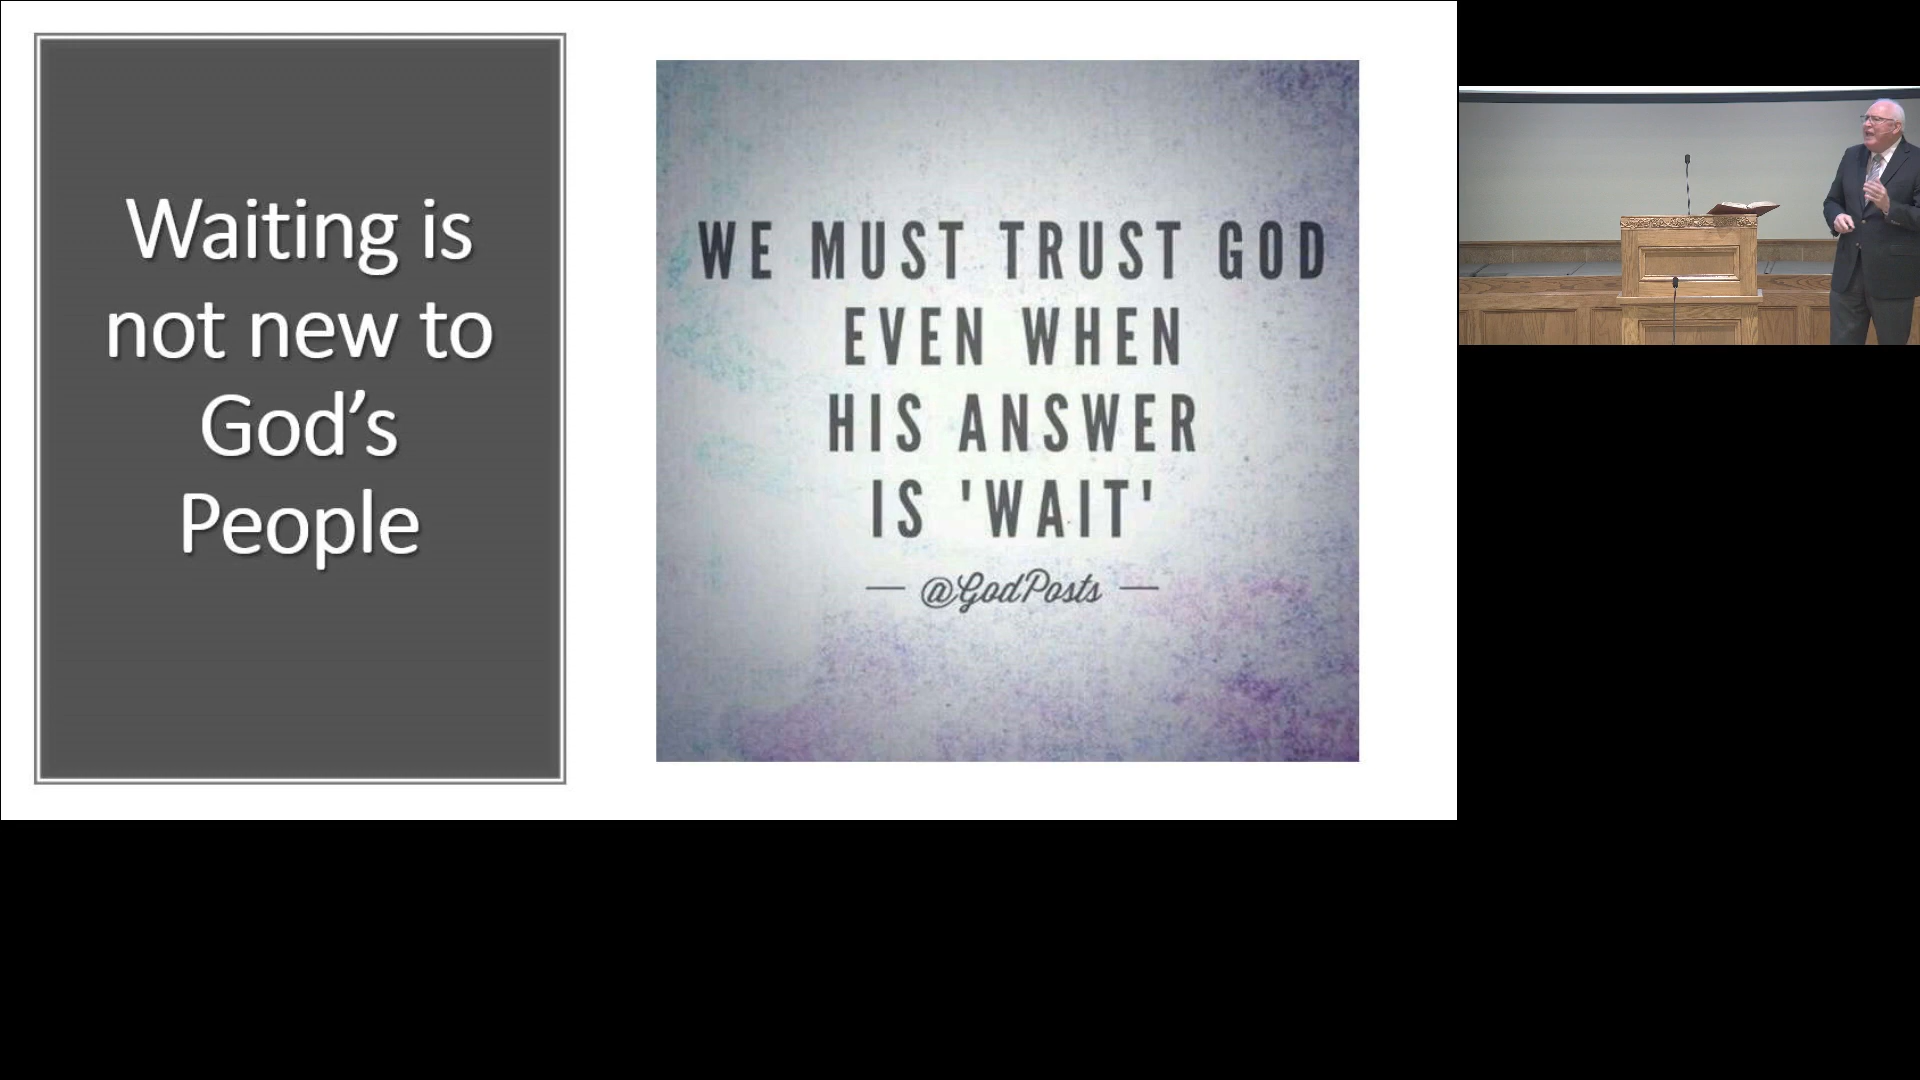 Waiting is
not new to
God’s
People
WE MUST TRUST GOD
EVEN WHEN
HIS ANSWER
IS 'WAIT'
— @GodPosts —